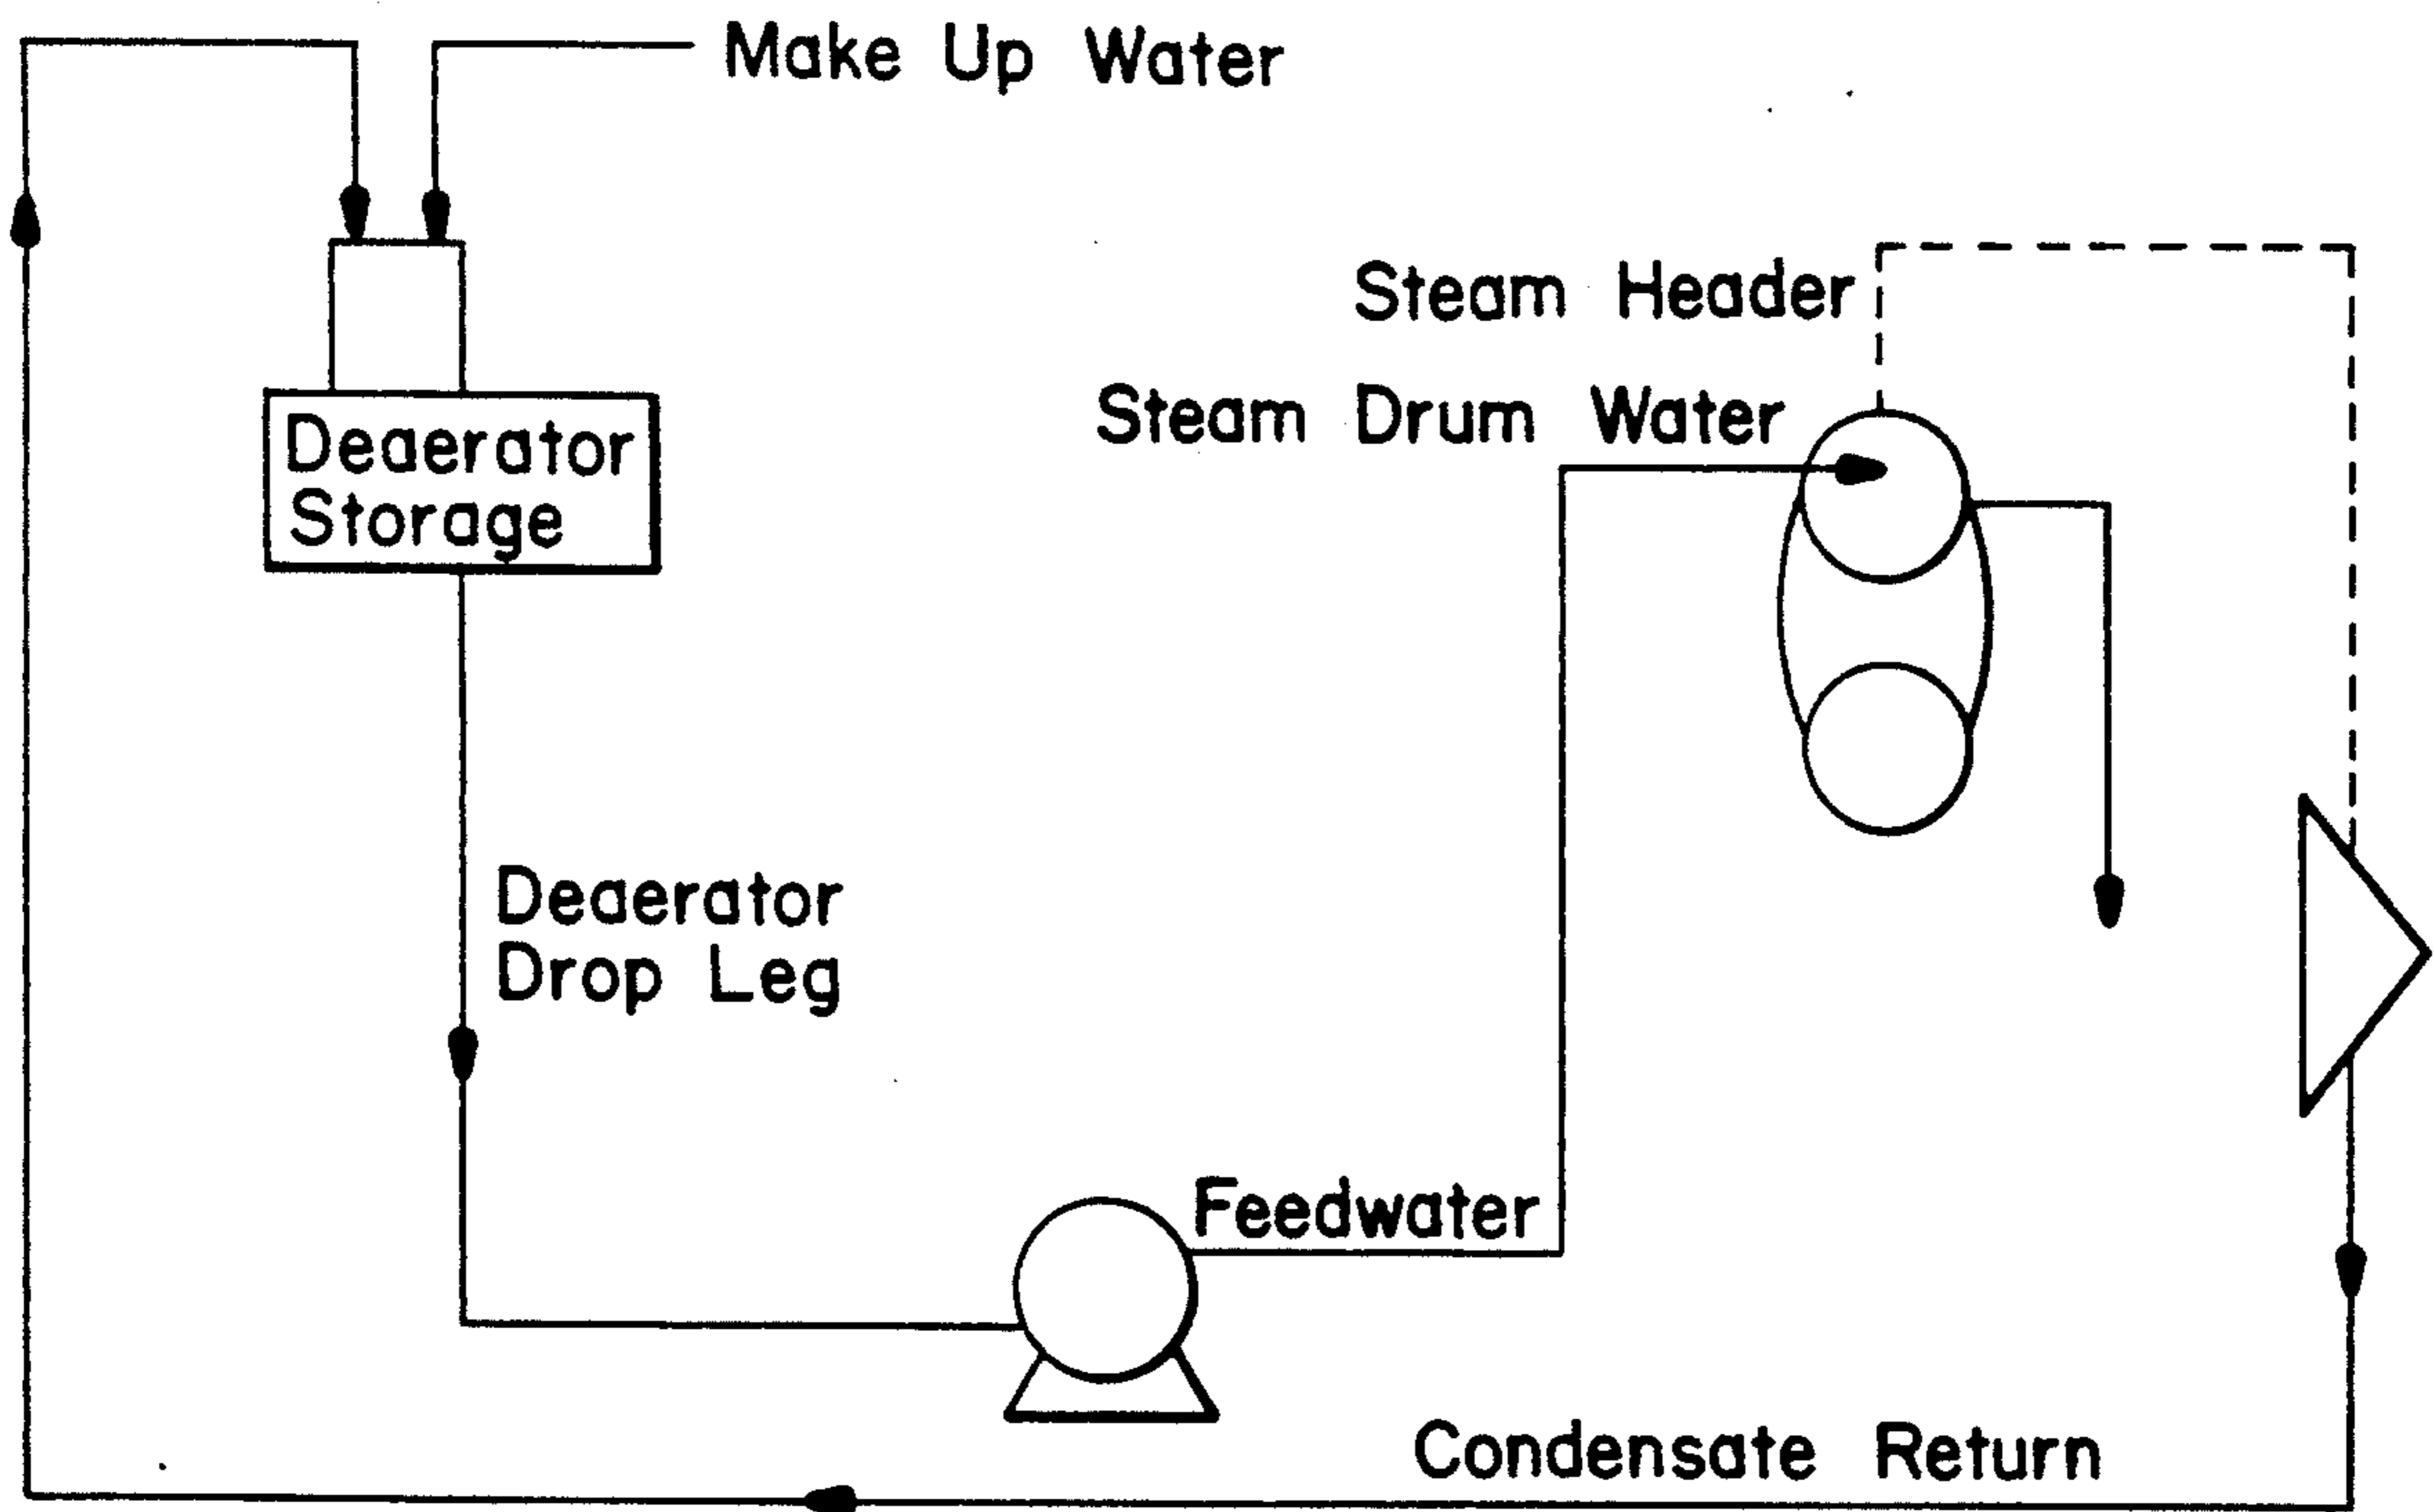 Make Up Water
Steam Header
Steam Drum Water
Deaerator
Storage
Deaerator
Drop Leg
Feedwater
Condensate Return